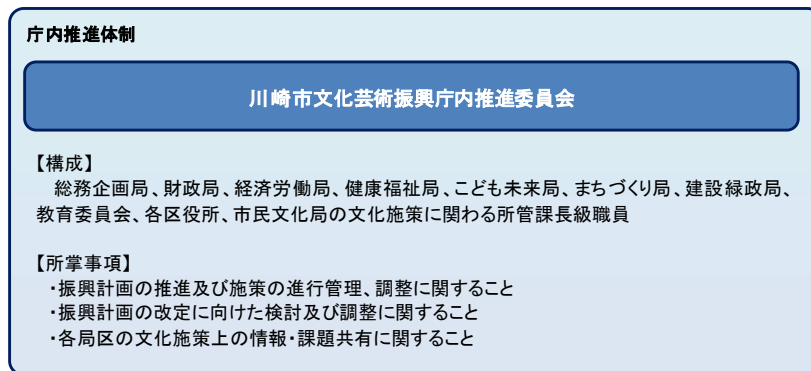 庁内推進体制
川崎市文化芸術振興庁内推進委員会
【構成】
総務企画局、財政局、経済労働局、健康福祉局、こども未来局、まちづくり局、建設緑政局、
教育委員会、各区役所、市民文化局の文化施策に関わる所管課長級職員
【所掌事項】
・振興計画の推進及び施策の進行管理、調整に関すること
・振興計画の改定に向けた検討及び調整に関すること
・各局区の文化施策上の情報・課題共有に関すること